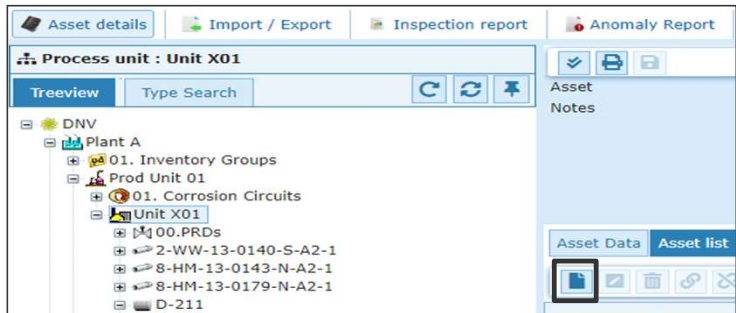 Asset details Import / Export Inspection report Anomaly Report
Process unit : Unit X01
Treeview Type Search
DNV
Plant A
01. Inventory Groups
Prod Unit 01
01. Corrosion Circuits
Unit X01
00.PRDs
2-WW-13-0140-S-A2-1
8-HM-13-0143-N-A2-1
8-HM-13-0179-N-A2-1
D-211
Asset
Notes
Asset Data Asset list